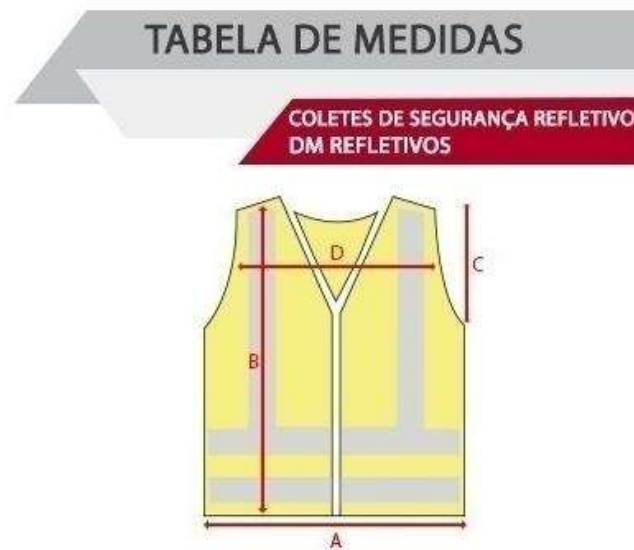 TABELA DE MEDIDAS
COLETES DE SEGURANÇA REFLETIVO
DM REFLETIVOS
D
C
B
A